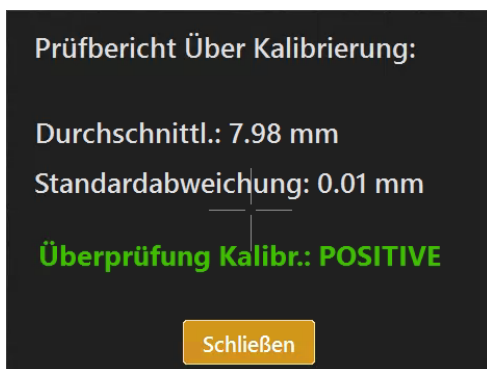 Prüfbericht Über Kalibrierung:
Durchschnittl.: 7.98 mm
Standardabweichung: 0.01 mm
Überprüfung Kalibr.: POSITIVE
Schließen